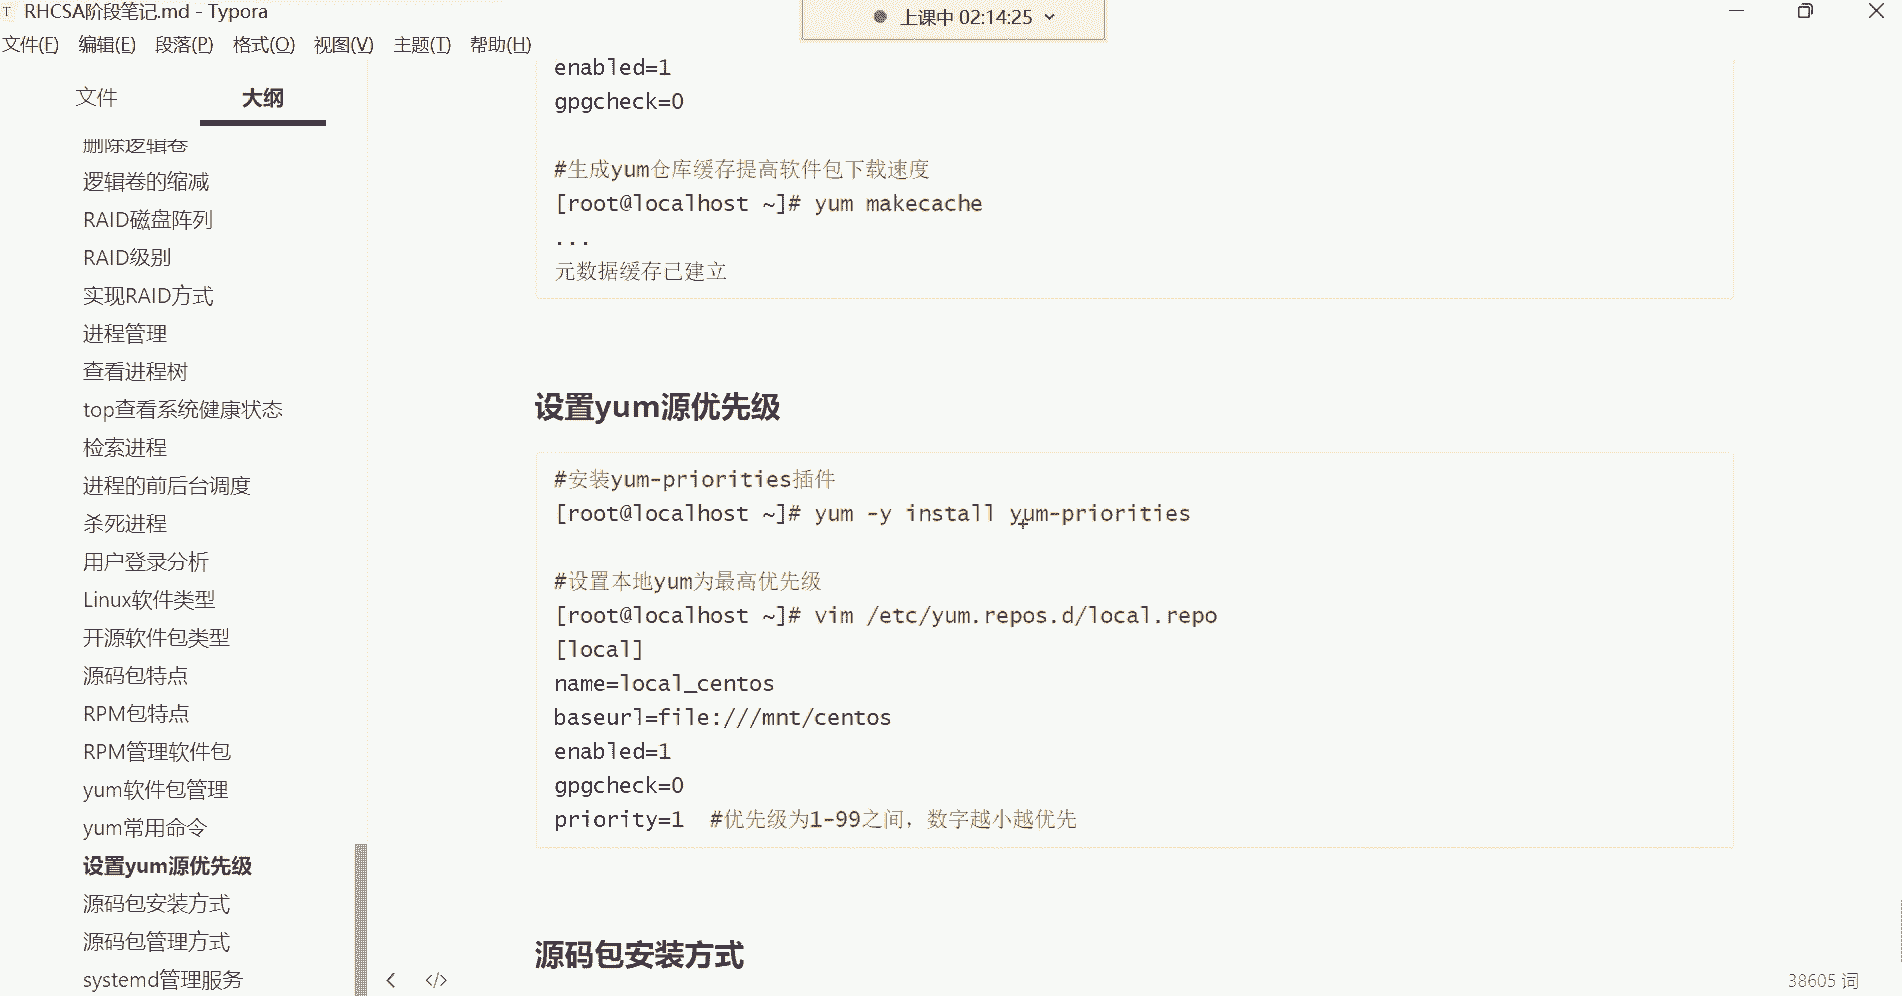 RHCSA阶段笔记.md - Typora
上课中 02:14:25
文件(F) 编辑(E) 段落(P) 格式(O) 视图(V) 主题(T) 帮助(H)
文件 大纲
删除逻辑卷
逻辑卷的缩减
RAID磁盘阵列
RAID级别
实现RAID方式
进程管理
查看进程树
top查看系统健康状态
检索进程
进程的前后台调度
杀死进程
用户登录分析
Linux软件类型
开源软件包类型
源码包特点
RPM包特点
RPM管理软件包
yum软件包管理
yum常用命令
设置yum源优先级
源码包安装方式
源码包管理方式
systemd管理服务
enabled=1
gpgcheck=0
#生成yum仓库缓存提高软件包下载速度
[root@localhost ~]# yum makecache
...
元数据缓存已建立
设置yum源优先级
#安装yum-priorities插件
[root@localhost ~]# yum -y install yum-priorities
#设置本地yum为最高优先级
[root@localhost ~]# vim /etc/yum.repos.d/local.repo
[local]
name=local_centos
baseurl=file:///mnt/centos
enabled=1
gpgcheck=0
priority=1  #优先级为1-99之间，数字越小越优先
源码包安装方式
38605 词